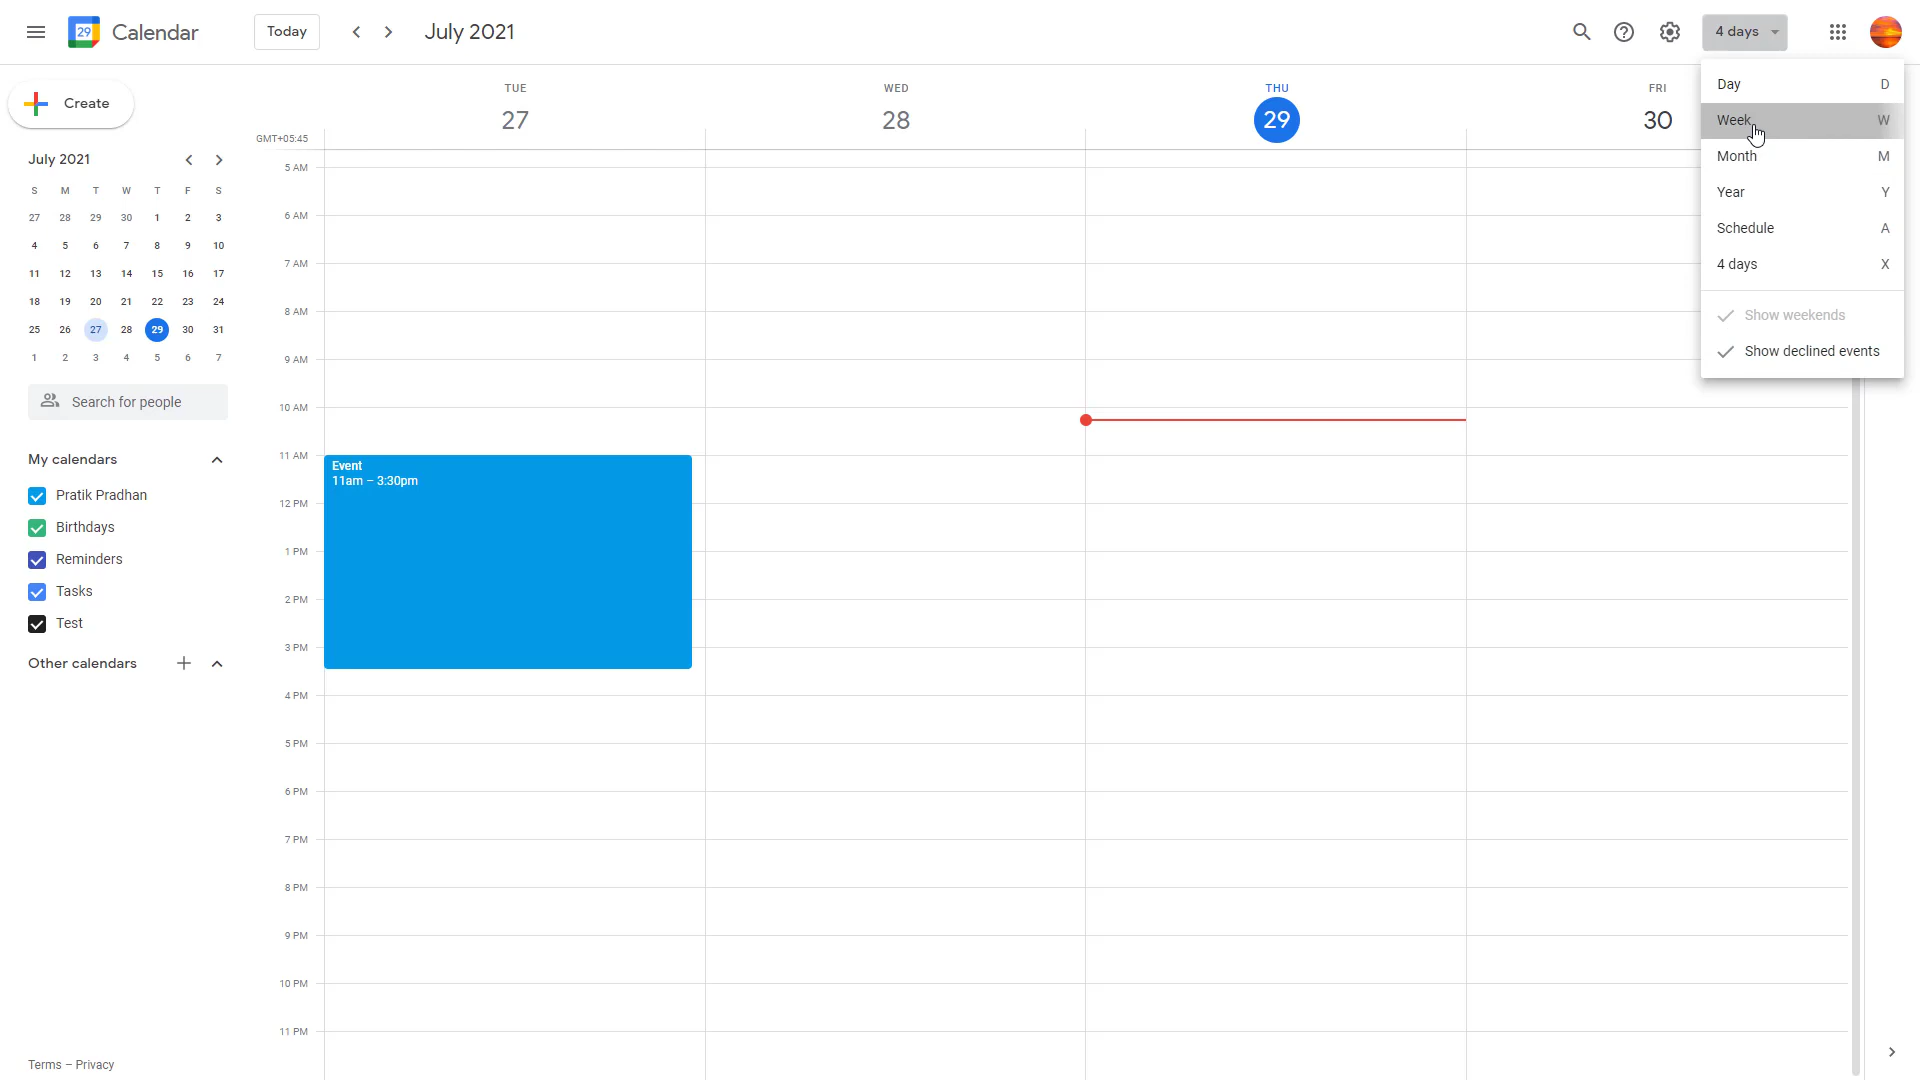 29 Calendar Today July 2021 4 days
Create
July 2021
S M T W T F S
27 28 29 30 1 2 3
4 5 6 7 8 9 10
11 12 13 14 15 16 17
18 19 20 21 22 23 24
25 26 27 28 29 30 31
1 2 3 4 5 6 7
Search for people
My calendars
Pratik Pradhan
Birthdays
Reminders
Tasks
Test
Other calendars
Terms – Privacy
TUE WED THU FRI
27 28 29 30
GMT+05:45
5 AM
6 AM
7 AM
8 AM
9 AM
10 AM
11 AM
12 PM
1 PM
2 PM
3 PM
4 PM
5 PM
6 PM
7 PM
8 PM
9 PM
10 PM
11 PM
Event
11am – 3:30pm
Day D
Week W
Month M
Year Y
Schedule A
4 days X
Show weekends
Show declined events